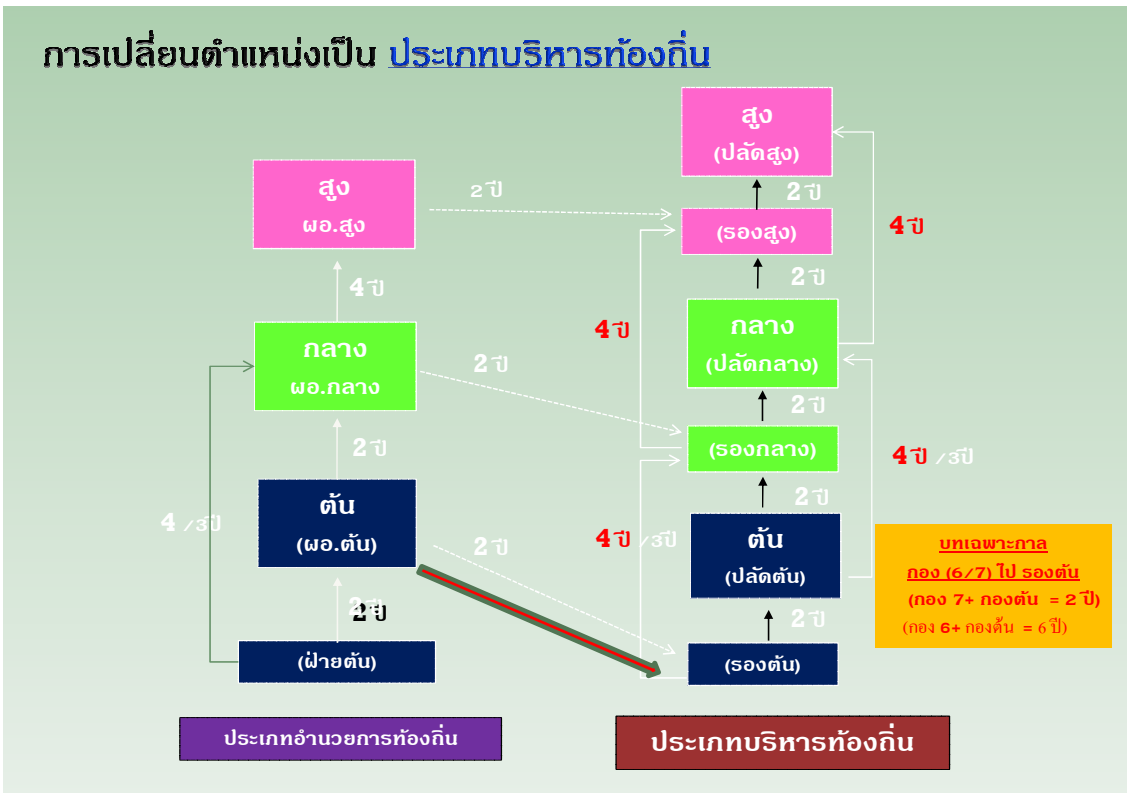 การเปลี่ยนตำแหน่งเป็น ประเภทบริหารท้องถิ่น
สูง
(ปลัดสูง)
2 ปี
สูง
ผอ.สูง
2 ปี
(รองสูง)
4 ปี
4 ปี
2 ปี
กลาง
ผอ.กลาง
4 ปี
กลาง
(ปลัดกลาง)
2 ปี
2 ปี
2 ปี
(รองกลาง)
4 ปี /3ปี
ต้น
(ผอ.ต้น)
2 ปี
4 /3ปี
2 ปี
4 ปี /3ปี
ต้น
(ปลัดต้น)
บทเฉพาะกาล
กอง (6/7) ไป รองต้น
(กอง 7+ กองต้น = 2 ปี)
(กอง 6+ กองต้น = 6 ปี)
2 ปี
2 ปี
(ฝ่ายต้น)
(รองต้น)
ประเภทอำนวยการท้องถิ่น
ประเภทบริหารท้องถิ่น